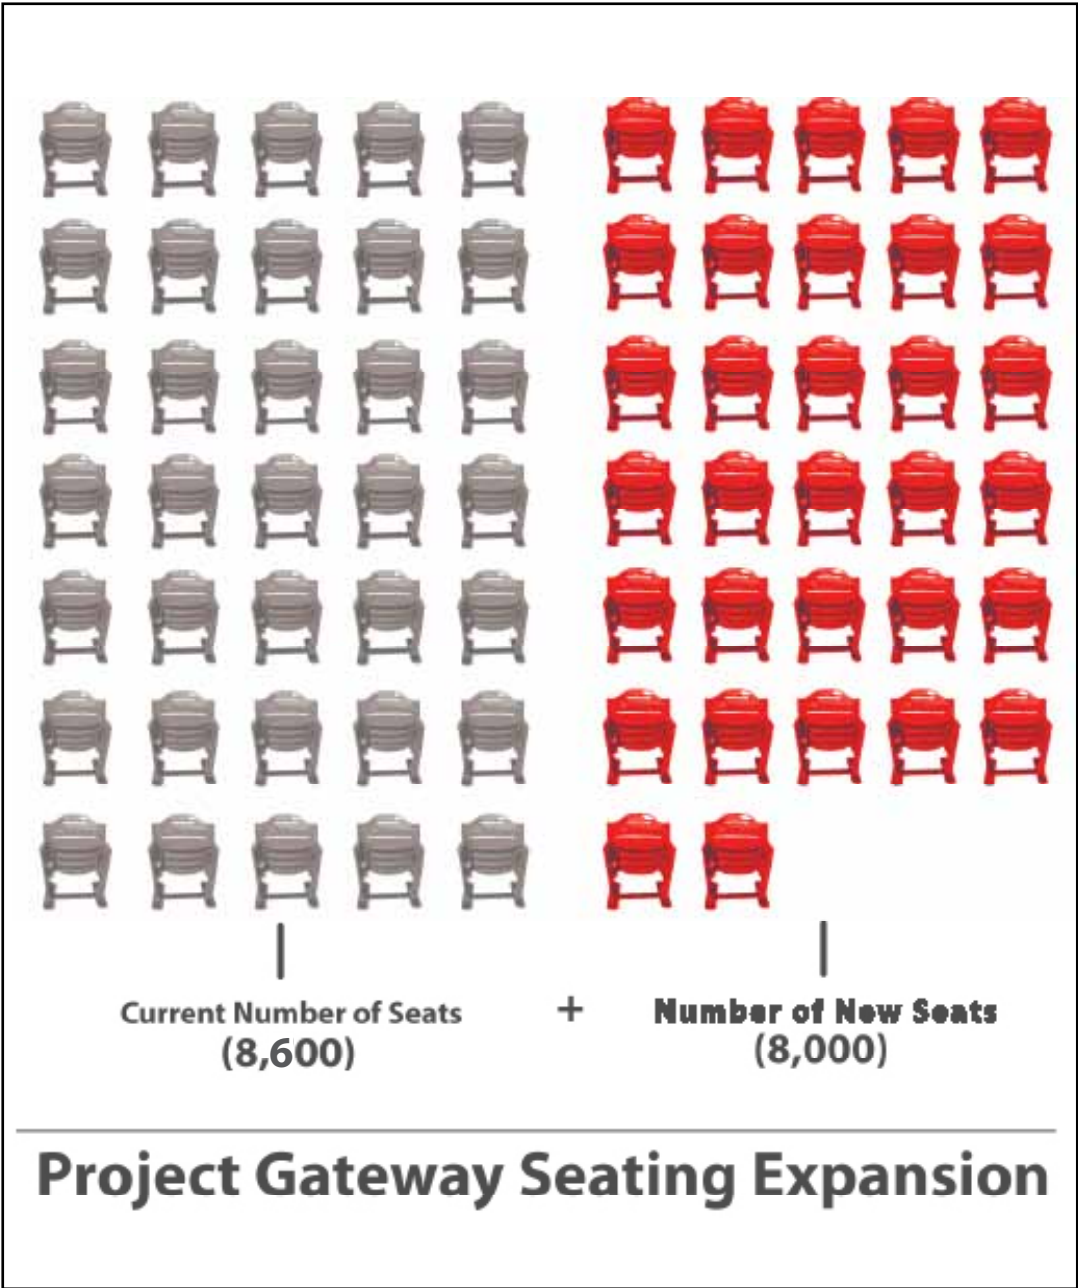 Current Number of Seats
(8,600)
+
Number of New Seats
(8,000)
Project Gateway Seating Expansion